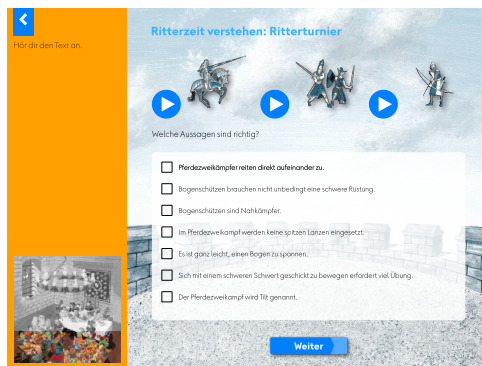 Hör dir den Text an.
Ritterzeit verstehen: Ritterturnier
Welche Aussagen sind richtig?
Pferdezweikämpfer reiten direkt aufeinander zu.
Bogenschützen brauchen nicht unbedingt eine schwere Rüstung.
Bogenschützen sind Nahkämpfer.
Im Pferdezweikampf werden keine spitzen Lanzen eingesetzt.
Es ist ganz leicht, einen Bogen zu spannen.
Sich mit einem schweren Schwert geschickt zu bewegen erfordert viel Übung.
Der Pferdezweikampf wird Tilt genannt.
Weiter